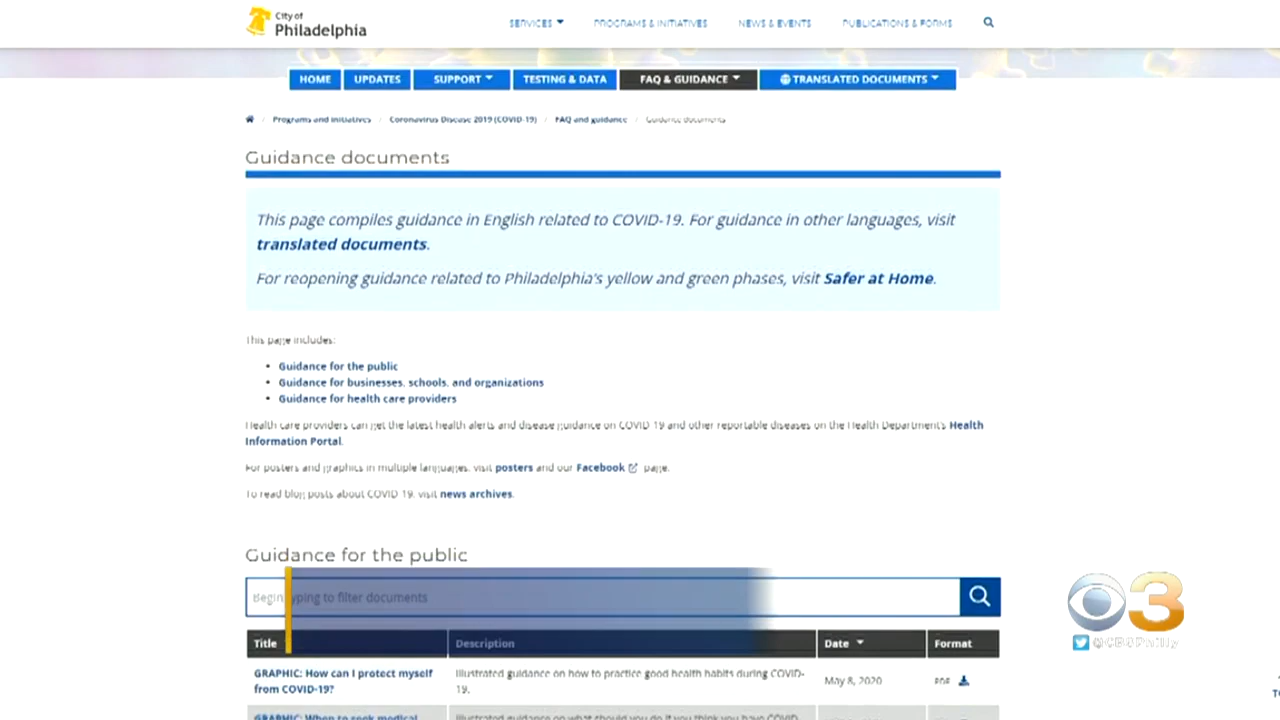 City of
Philadelphia
SERVICES
PROGRAMS & INITIATIVES
NEWS & EVENTS
PUBLICATIONS & FORMS
HOME
UPDATES
SUPPORT
TESTING & DATA
FAQ & GUIDANCE
TRANSLATED DOCUMENTS
Programs and initiatives / Coronavirus Disease 2019 (COVID-19) / FAQ and guidance / Guidance documents
Guidance documents
This page compiles guidance in English related to COVID-19. For guidance in other languages, visit
translated documents.
For reopening guidance related to Philadelphia's yellow and green phases, visit Safer at Home.
This page includes:
• Guidance for the public
• Guidance for businesses, schools, and organizations
• Guidance for health care providers
Health care providers can get the latest health alerts and disease guidance on COVID-19 and other reportable diseases on the Health Department's Health
Information Portal.
For posters and graphics in multiple languages, visit posters and our Facebook page.
To read blog posts about COVID-19, visit news archives.
Guidance for the public
Begin typing to filter documents
Title
Description
Date
Format
GRAPHIC: How can I protect myself
from COVID-19?
Illustrated guidance on how to practice good health habits during COVID-
19.
May 8, 2020
PDF
GRAPHIC: When to seek medical
Illustrated guidance on what should you do if you think you have COVID-
3
@CBSPhilly